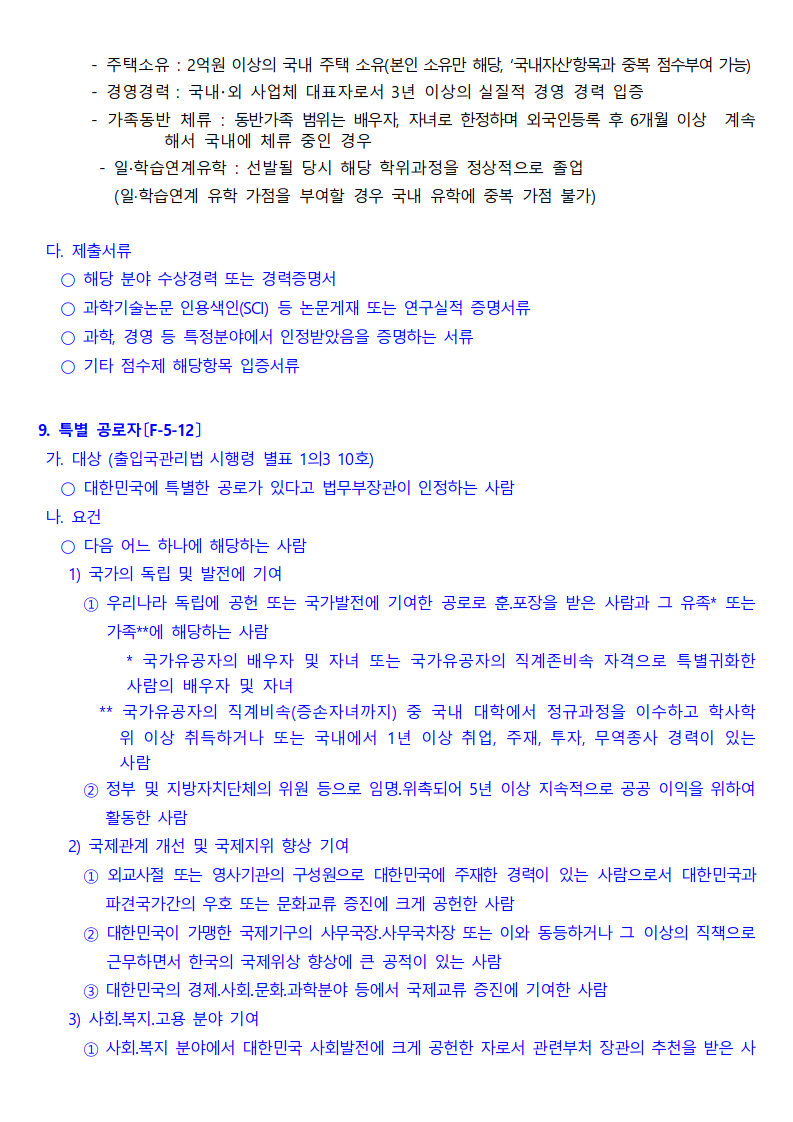 - 주택소유 : 2억원 이상의 국내 주택 소유(본인 소유만 해당, ‘국내자산’항목과 중복 점수부여 가능)
- 경영경력 : 국내·외 사업체 대표자로서 3년 이상의 실질적 경영 경력 입증
- 가족동반 체류 : 동반가족 범위는 배우자, 자녀로 한정하며 외국인등록 후 6개월 이상 계속
해서 국내에 체류 중인 경우
- 일·학습연계유학 : 선발될 당시 해당 학위과정을 정상적으로 졸업
(일·학습연계 유학 가점을 부여할 경우 국내 유학에 중복 가점 불가)
다. 제출서류
○ 해당 분야 수상경력 또는 경력증명서
○ 과학기술논문 인용색인(SCI) 등 논문게재 또는 연구실적 증명서류
○ 과학, 경영 등 특정분야에서 인정받았음을 증명하는 서류
○ 기타 점수제 해당항목 입증서류
9. 특별 공로자〔F-5-12〕
가. 대상 (출입국관리법 시행령 별표 1의3 10호)
○ 대한민국에 특별한 공로가 있다고 법무부장관이 인정하는 사람
나. 요건
○ 다음 어느 하나에 해당하는 사람
1) 국가의 독립 및 발전에 기여
① 우리나라 독립에 공헌 또는 국가발전에 기여한 공로로 훈.포장을 받은 사람과 그 유족* 또는
가족**에 해당하는 사람
* 국가유공자의 배우자 및 자녀 또는 국가유공자의 직계존비속 자격으로 특별귀화한
사람의 배우자 및 자녀
** 국가유공자의 직계비속(증손자녀까지) 중 국내 대학에서 정규과정을 이수하고 학사학
위 이상 취득하거나 또는 국내에서 1년 이상 취업, 주재, 투자, 무역종사 경력이 있는
사람
② 정부 및 지방자치단체의 위원 등으로 임명.위촉되어 5년 이상 지속적으로 공공 이익을 위하여
활동한 사람
2) 국제관계 개선 및 국제지위 향상 기여
① 외교사절 또는 영사기관의 구성원으로 대한민국에 주재한 경력이 있는 사람으로서 대한민국과
파견국가간의 우호 또는 문화교류 증진에 크게 공헌한 사람
② 대한민국이 가맹한 국제기구의 사무국장.사무국차장 또는 이와 동등하거나 그 이상의 직책으로
근무하면서 한국의 국제위상 향상에 큰 공적이 있는 사람
③ 대한민국의 경제.사회.문화.과학분야 등에서 국제교류 증진에 기여한 사람
3) 사회.복지.고용 분야 기여
① 사회.복지 분야에서 대한민국 사회발전에 크게 공헌한 자로서 관련부처 장관의 추천을 받은 사